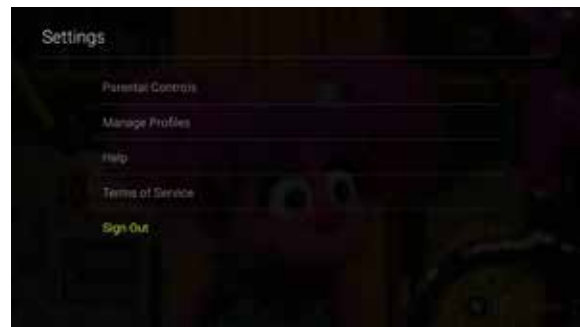 Settings
Parental Controls
Manage Profiles
Help
Terms of Service
Sign Out